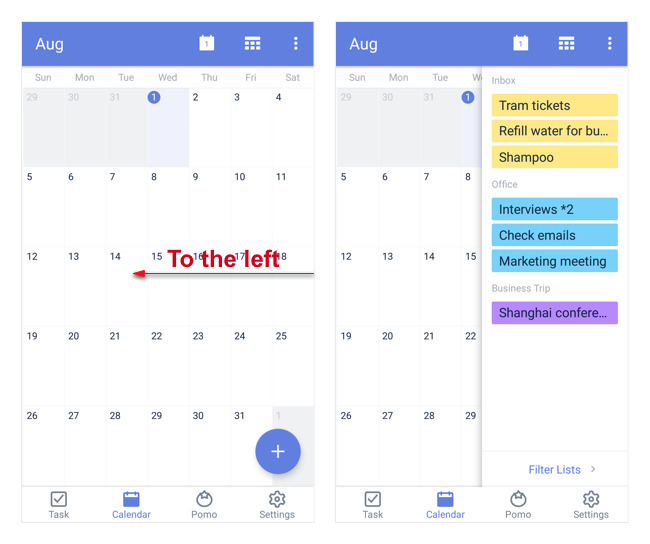 Aug 1
Sun Mon Tue Wed Thu Fri Sat
29 30 31 1 2 3 4
5 6 7 8 9 10 11
12 13 14 15 16 17 18
To the left
19 20 21 22 23 24 25
26 27 28 29 30 31 1
+
Task Calendar Pomo Settings
Aug 1
Sun Mon Tue W
29 30 31 1
5 6 7 8
12 13 14 15
19 20 21 22
26 27 28 29
Inbox
Tram tickets
Refill water for bu...
Shampoo
Office
Interviews *2
Check emails
Marketing meeting
Business Trip
Shanghai confere...
Filter Lists >
Task Calendar Pomo Settings